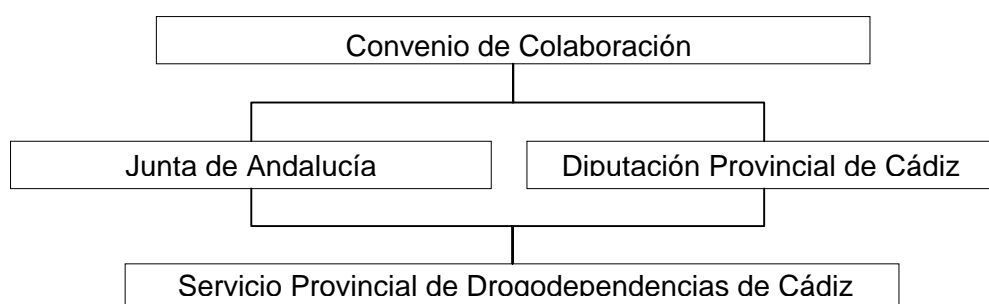 Convenio de Colaboración
Junta de Andalucía
Diputación Provincial de Cádiz
Servicio Provincial de Drogodependencias de Cádiz